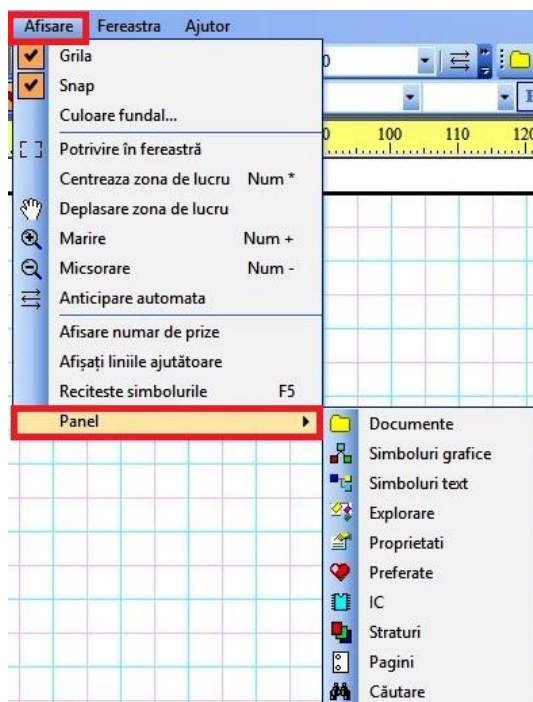 Afisare Fereastra Ajutor
Grila
Snap
Culoare fundal...
Potrivire în fereastră
Centreaza zona de lucru Num *
Deplasare zona de lucru
Marire Num +
Micsorare Num -
Anticipare automata
Afisare numar de prize
Afișați liniile ajutătoare
Reciteste simbolurile F5
Panel
Documente
Simboluri grafice
Simboluri text
Explorare
Proprietati
Preferate
IC
Straturi
Pagini
Căutare
100 110 120